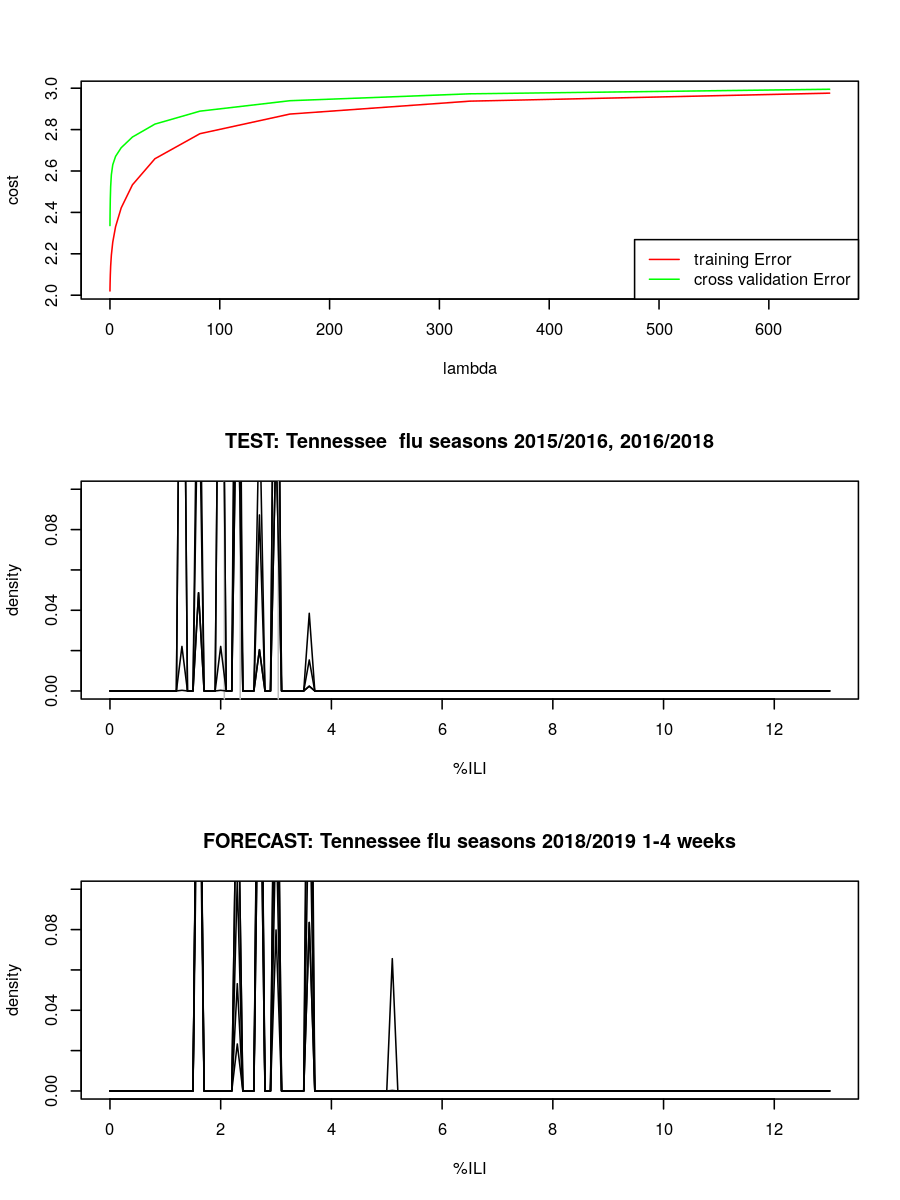 3.0
2.8
2.6
2.4
2.2
2.0
cost
training Error
cross validation Error
0 100 200 300 400 500 600
lambda
TEST: Tennessee  flu seasons 2015/2016, 2016/2018
0.08
0.04
0.00
density
0 2 4 6 8 10 12
%ILI
FORECAST: Tennessee flu seasons 2018/2019 1-4 weeks
0.08
0.04
0.00
density
0 2 4 6 8 10 12
%ILI